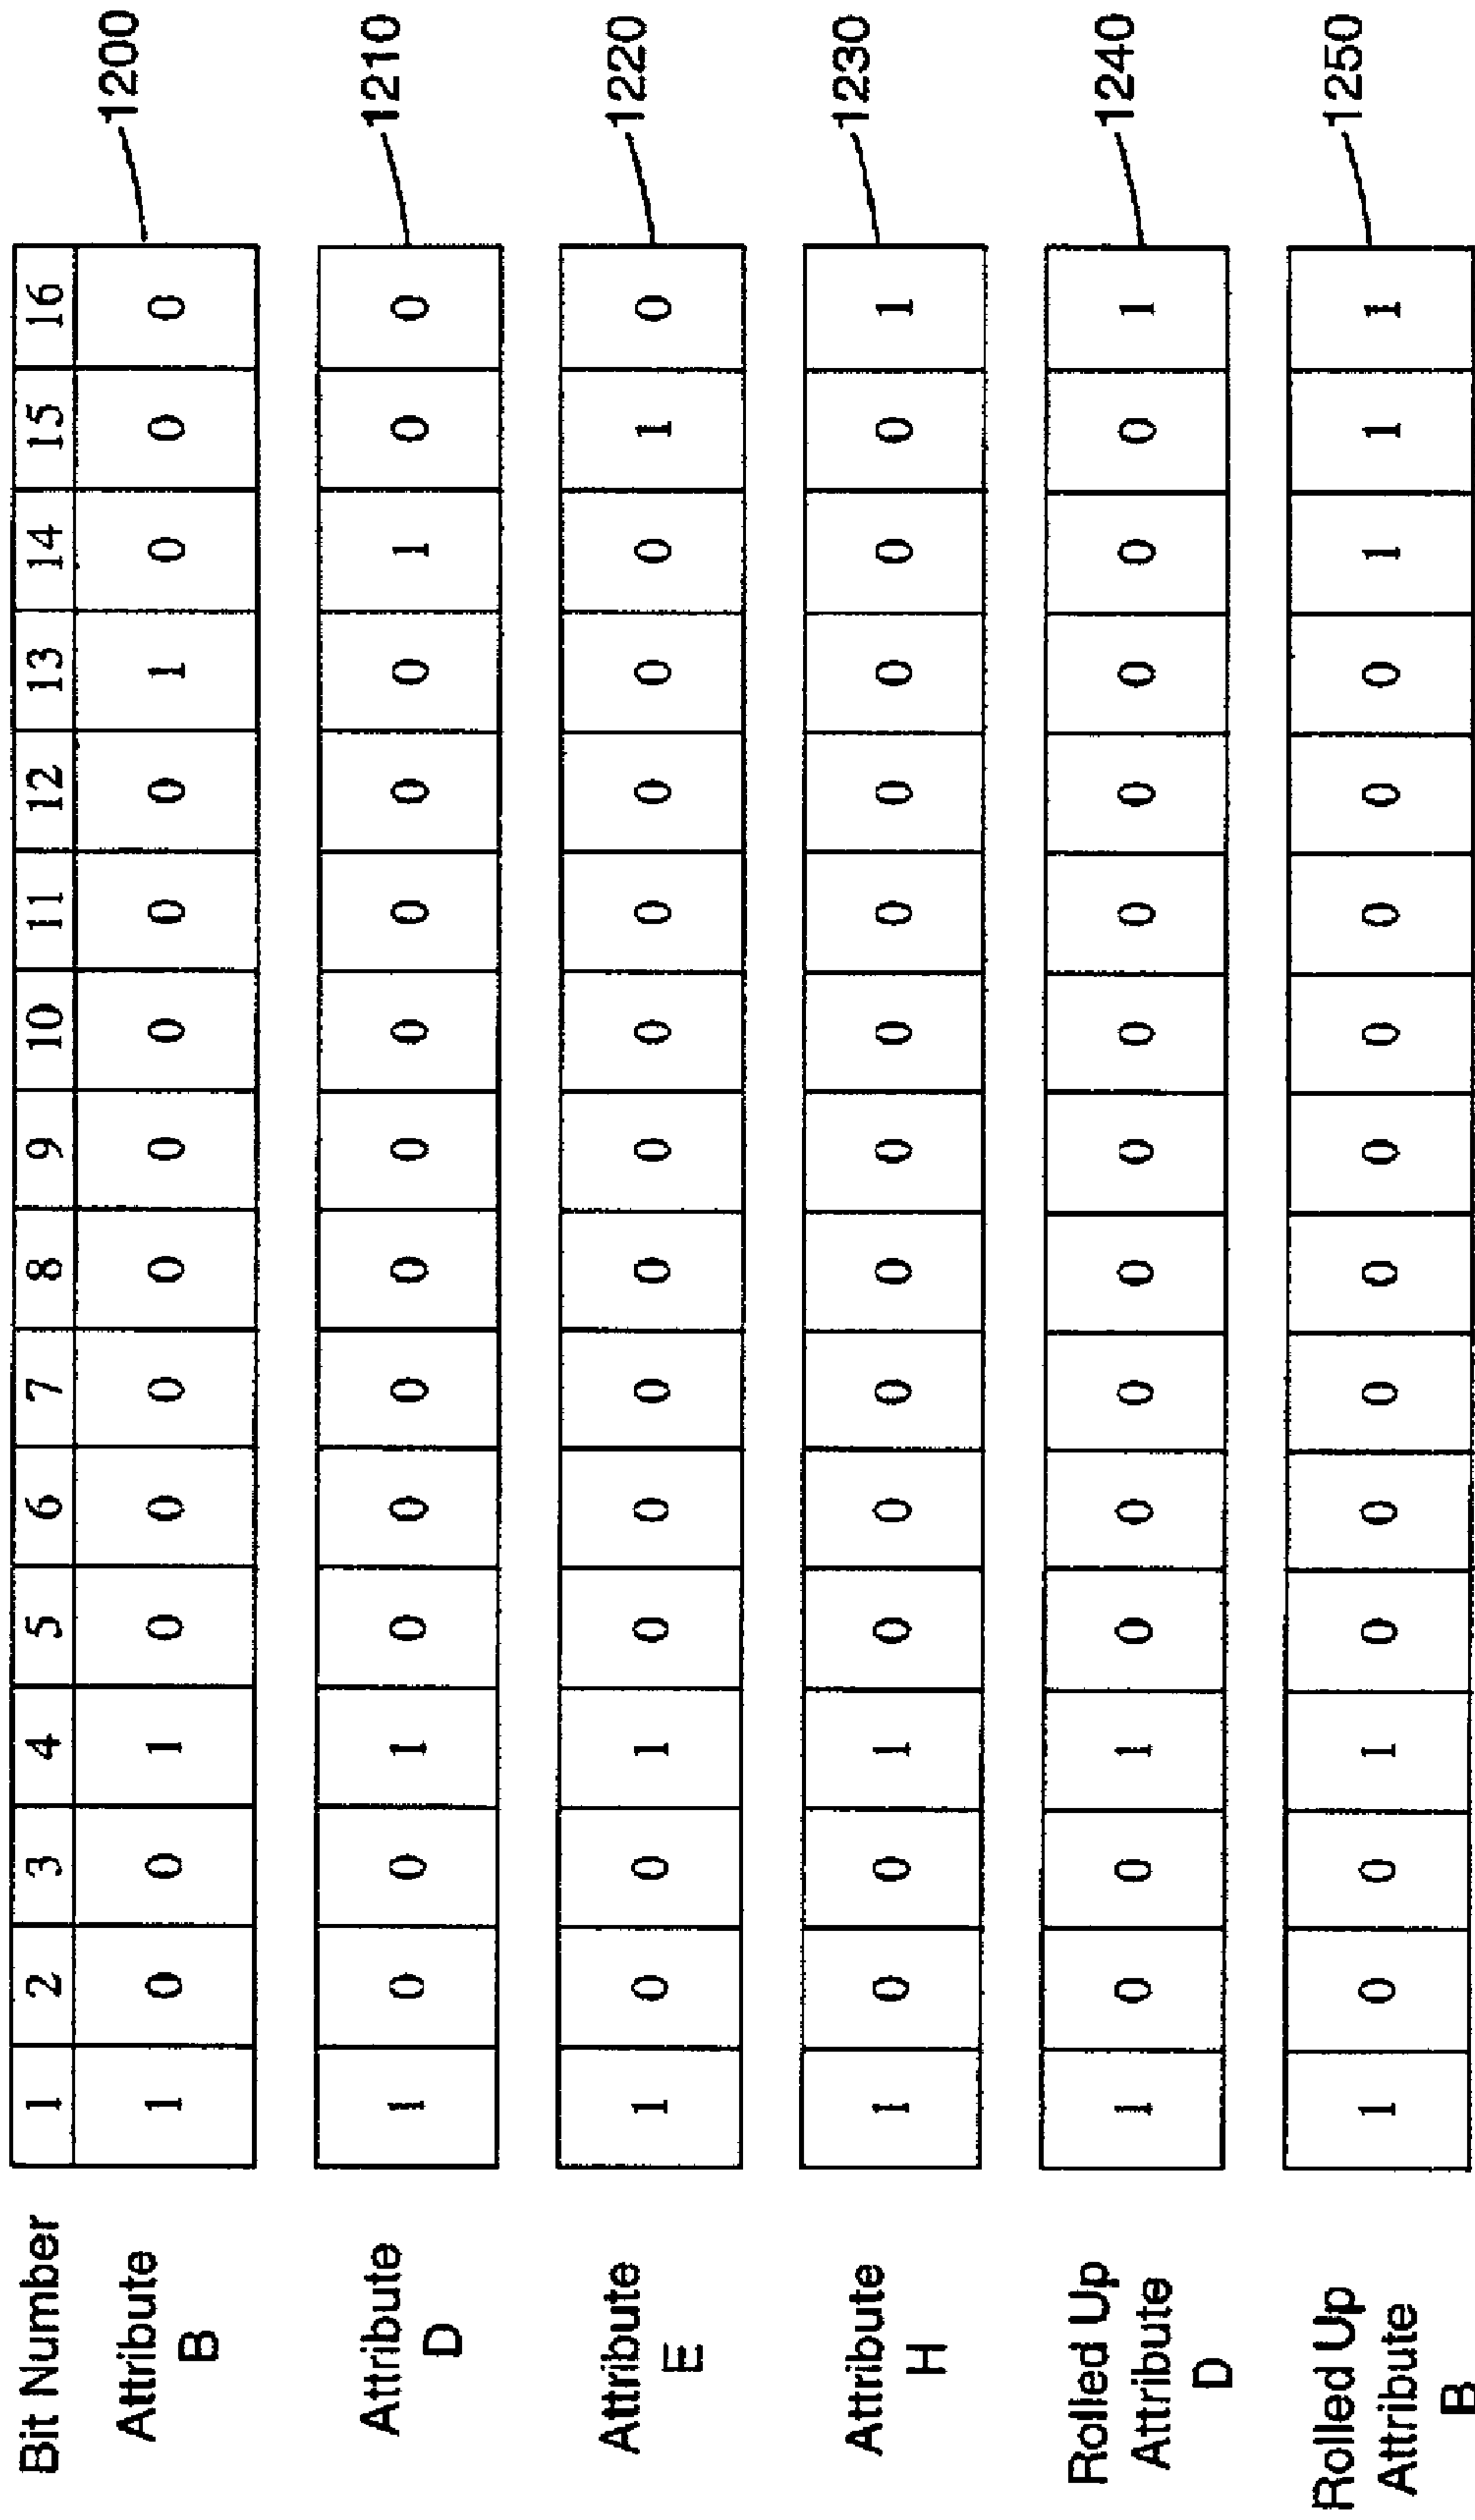 Bit Number 1 2 3 4 5 6 7 8 9 10 11 12 13 14 15 16
Attribute B 1 0 0 1 0 0 0 0 0 0 0 0 1 0 0 0 1200
Attribute D 1 0 0 1 0 0 0 0 0 0 0 0 0 1 0 0 1210
Attribute E 1 0 0 1 0 0 0 0 0 0 0 0 0 0 1 0 1220
Attribute H 1 0 0 1 0 0 0 0 0 0 0 0 0 0 0 1 1230
Rolled Up Attribute D 1 0 0 1 0 0 0 0 0 0 0 0 0 0 0 1 1240
Rolled Up Attribute B 1 0 0 1 0 0 0 0 0 0 0 0 0 1 1 1 1250